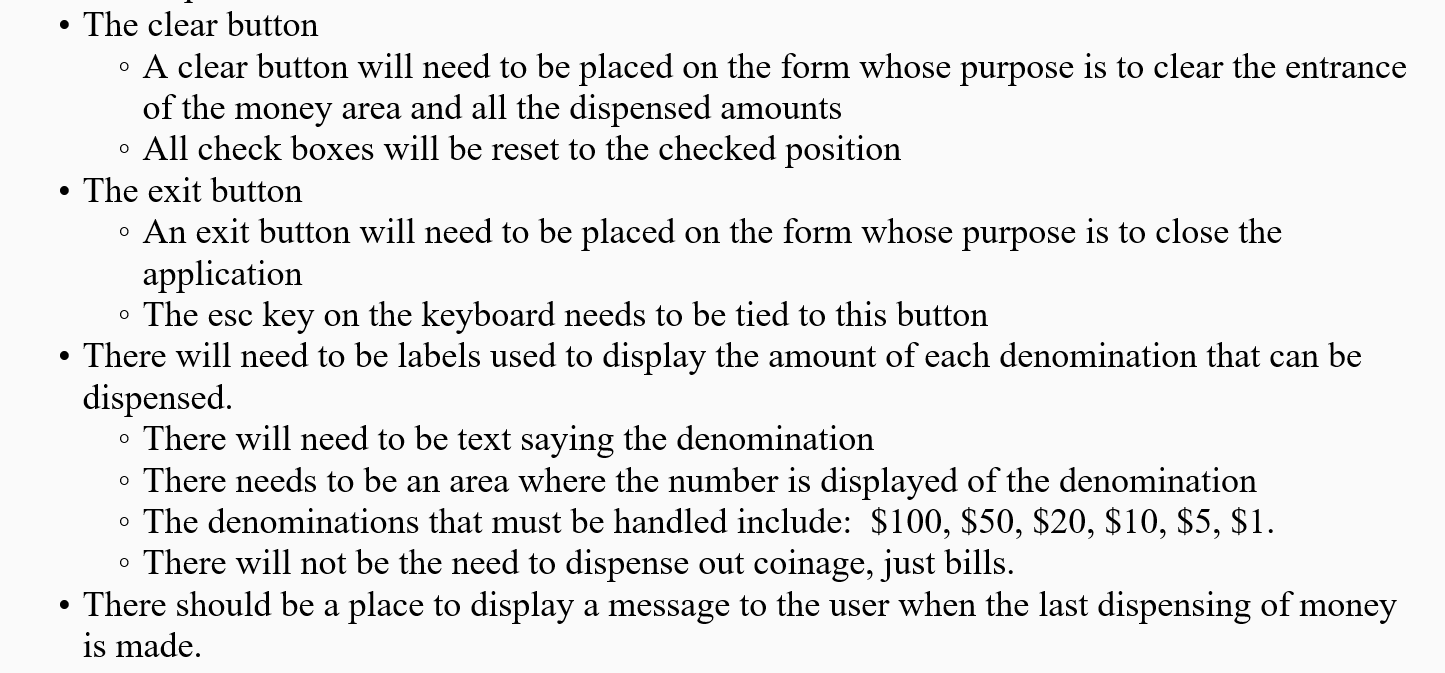 • The clear button
◦ A clear button will need to be placed on the form whose purpose is to clear the entrance
of the money area and all the dispensed amounts
◦ All check boxes will be reset to the checked position
• The exit button
◦ An exit button will need to be placed on the form whose purpose is to close the
application
◦ The esc key on the keyboard needs to be tied to this button
• There will need to be labels used to display the amount of each denomination that can be
dispensed.
◦ There will need to be text saying the denomination
◦ There needs to be an area where the number is displayed of the denomination
◦ The denominations that must be handled include:  $100, $50, $20, $10, $5, $1.
◦ There will not be the need to dispense out coinage, just bills.
• There should be a place to display a message to the user when the last dispensing of money
is made.